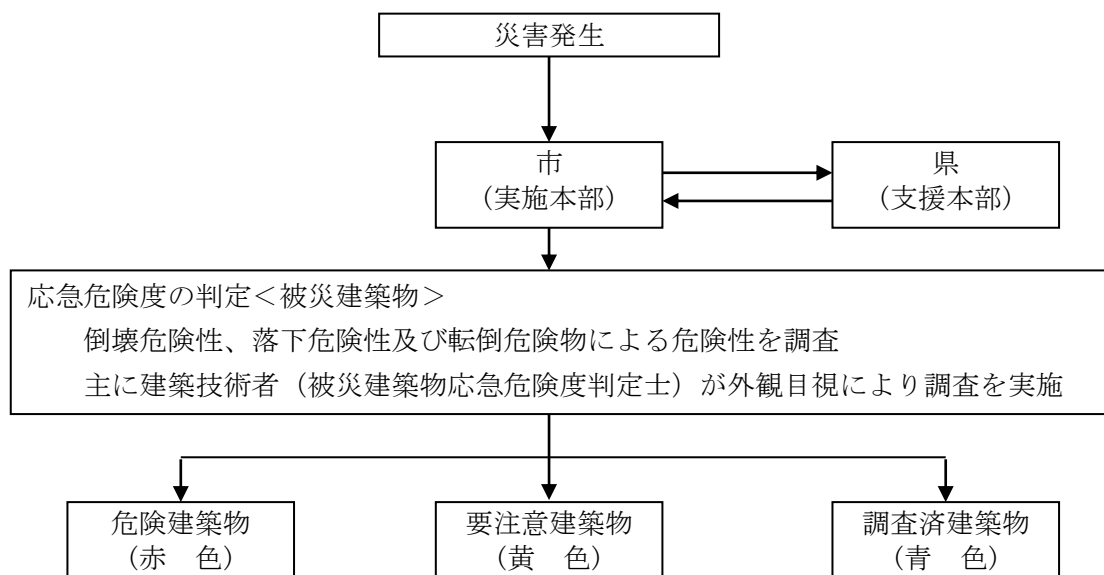 災害発生
市
（実施本部）
県
（支援本部）
応急危険度の判定＜被災建築物＞
倒壊危険性、落下危険性及び転倒危険物による危険性を調査
主に建築技術者（被災建築物応急危険度判定士）が外観目視により調査を実施
危険建築物
（赤　色）
要注意建築物
（黄　色）
調査済建築物
（青　色）